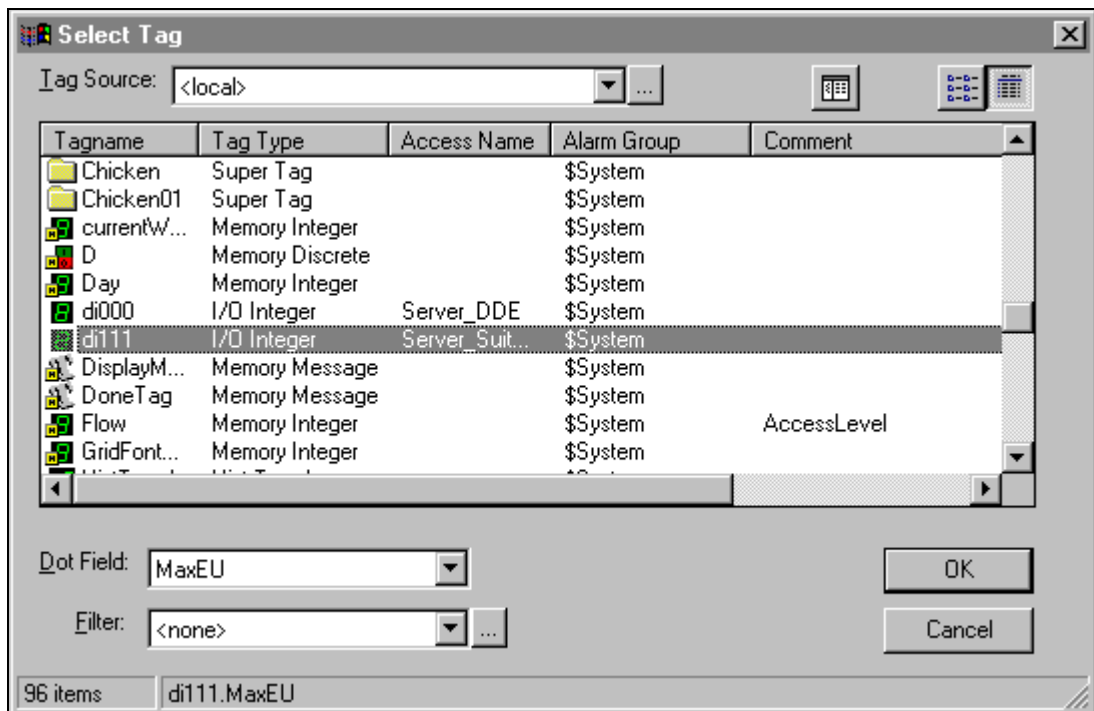 Select Tag
Tag Source: <local> ...
Tagname Tag Type Access Name Alarm Group Comment
Chicken Super Tag $System
Chicken01 Super Tag $System
currentW... Memory Integer $System
D Memory Discrete $System
Day Memory Integer $System
di000 I/O Integer Server_DDE $System
di111 I/O Integer Server_Suit... $System
DisplayM... Memory Message $System
DoneTag Memory Message $System
Flow Memory Integer $System AccessLevel
GridFont... Memory Integer $System
Dot Field: MaxEU
OK
Filter: <none> ...
Cancel
96 items di111.MaxEU